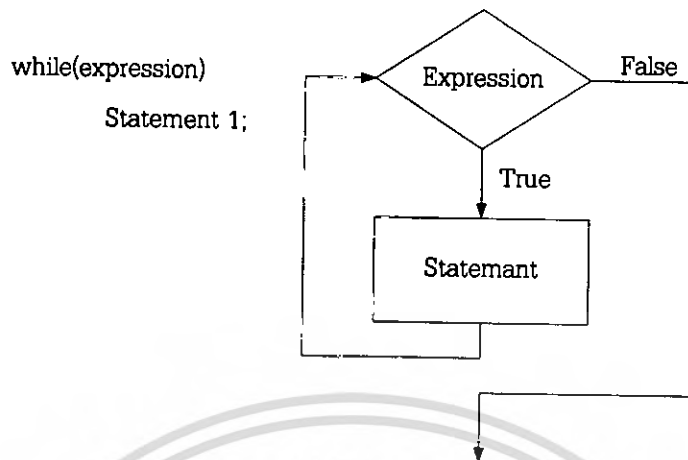 while(expression)
Statement 1;
Expression
False
True
Statemant